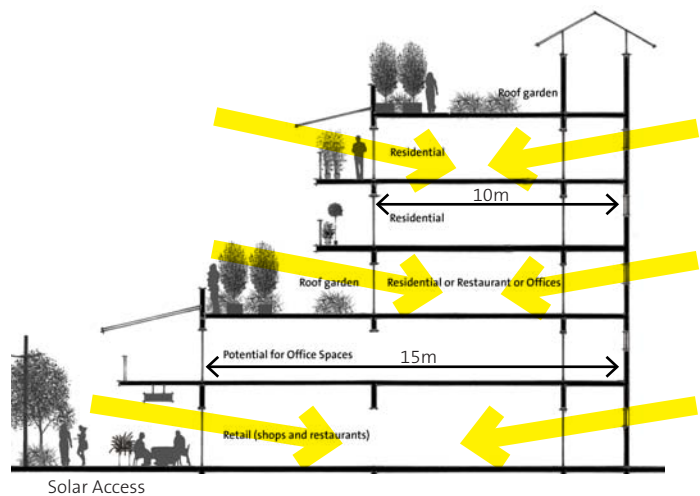 Roof garden
Residential
10m
Residential
Roof garden
Residential or Restaurant or Offices
Potential for Office Spaces
15m
Retail (shops and restaurants)
Solar Access